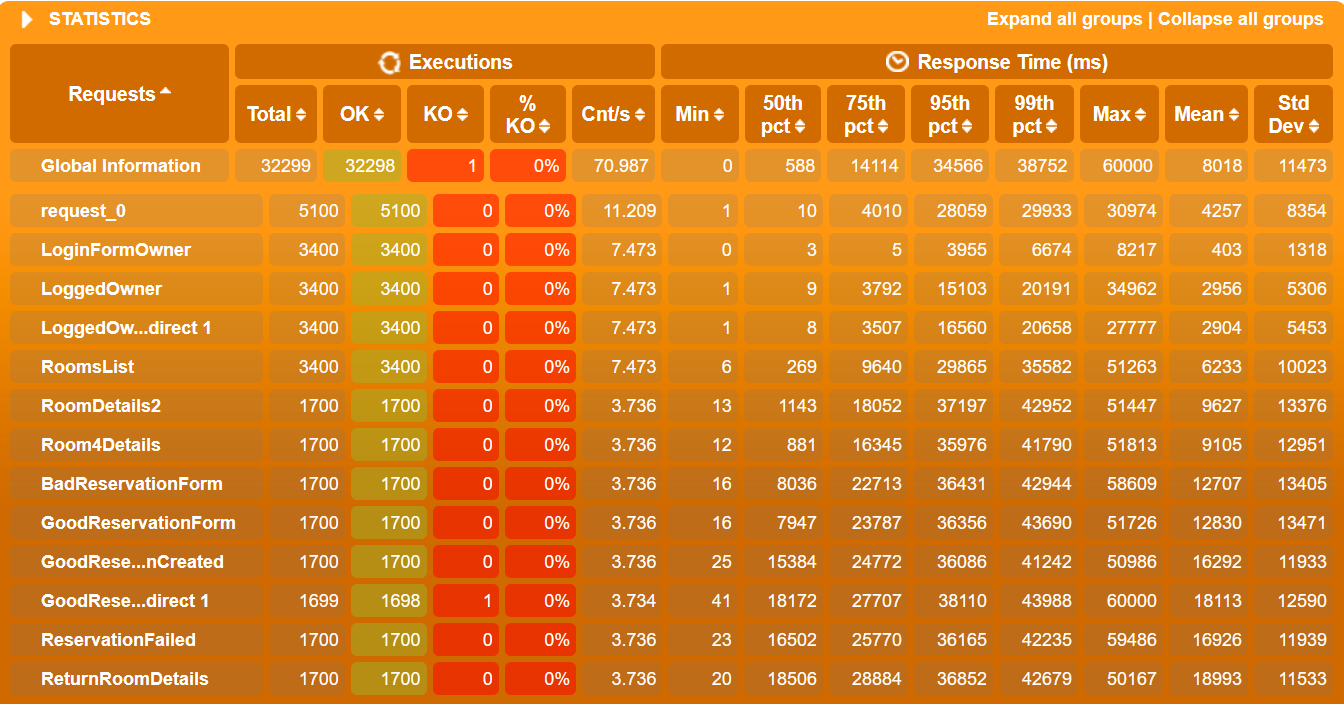 STATISTICS Expand all groups | Collapse all groups
Requests Executions Response Time (ms)
Total OK KO % KO Cnt/s Min 50th pct 75th pct 95th pct 99th pct Max Mean Std Dev
Global Information 32299 32298 1 0% 70.987 0 588 14114 34566 38752 60000 8018 11473
request_0 5100 5100 0 0% 11.209 1 10 4010 28059 29933 30974 4257 8354
LoginFormOwner 3400 3400 0 0% 7.473 0 3 5 3955 6674 8217 403 1318
LoggedOwner 3400 3400 0 0% 7.473 1 9 3792 15103 20191 34962 2956 5306
LoggedOw...direct 1 3400 3400 0 0% 7.473 1 8 3507 16560 20658 27777 2904 5453
RoomsList 3400 3400 0 0% 7.473 6 269 9640 29865 35582 51263 6233 10023
RoomDetails2 1700 1700 0 0% 3.736 13 1143 18052 37197 42952 51447 9627 13376
Room4Details 1700 1700 0 0% 3.736 12 881 16345 35976 41790 51813 9105 12951
BadReservationForm 1700 1700 0 0% 3.736 16 8036 22713 36431 42944 58609 12707 13405
GoodReservationForm 1700 1700 0 0% 3.736 16 7947 23787 36356 43690 51726 12830 13471
GoodRese...nCreated 1700 1700 0 0% 3.736 25 15384 24772 36086 41242 50986 16292 11933
GoodRese...direct 1 1699 1698 1 0% 3.734 41 18172 27707 38110 43988 60000 18113 12590
ReservationFailed 1700 1700 0 0% 3.736 23 16502 25770 36165 42235 59486 16926 11939
ReturnRoomDetails 1700 1700 0 0% 3.736 20 18506 28884 36852 42679 50167 18993 11533